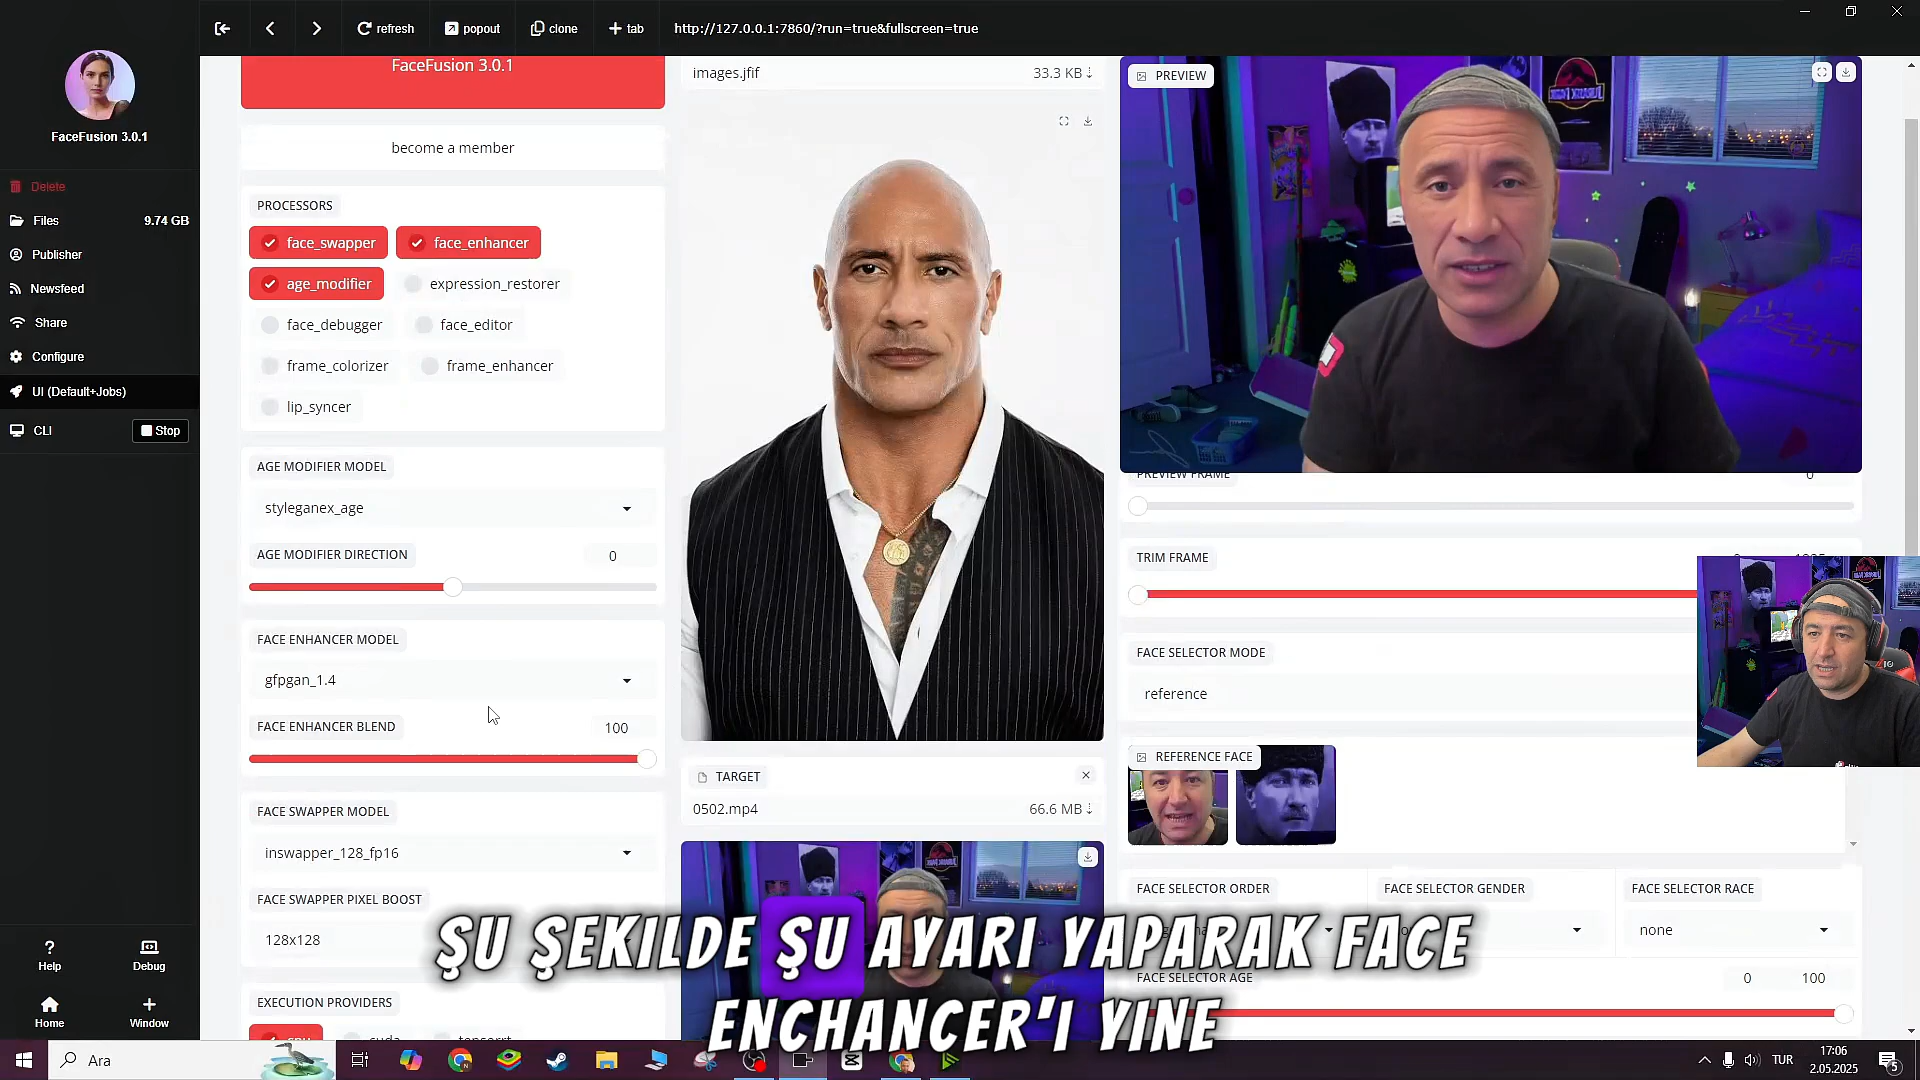 refresh
popout
clone
tab
http://127.0.0.1:7860/?run=true&fullscreen=true
FaceFusion 3.0.1
Delete
Files
9.74 GB
Publisher
Newsfeed
Share
Configure
UI (Default+Jobs)
CLI
Stop
Help
Debug
Home
Window
FaceFusion 3.0.1
become a member
PROCESSORS
face_swapper
face_enhancer
age_modifier
expression_restorer
face_debugger
face_editor
frame_colorizer
frame_enhancer
lip_syncer
AGE MODIFIER MODEL
styleganex_age
AGE MODIFIER DIRECTION
0
FACE ENHANCER MODEL
gfpgan_1.4
FACE ENHANCER BLEND
100
FACE SWAPPER MODEL
inswapper_128_fp16
FACE SWAPPER PIXEL BOOST
128x128
EXECUTION PROVIDERS
cuda
tensorrt
images.jfif
33.3 KB
TARGET
0502.mp4
66.6 MB
PREVIEW
PREVIEW FRAME
0
TRIM FRAME
FACE SELECTOR MODE
reference
REFERENCE FACE
FACE SELECTOR ORDER
FACE SELECTOR GENDER
FACE SELECTOR RACE
none
FACE SELECTOR AGE
0
100
ŞU ŞEKILDE ŞU AYARI YAPARAK FACE
ENCHANCER'I YINE
Ara
TUR
17:06
2.05.2025
5